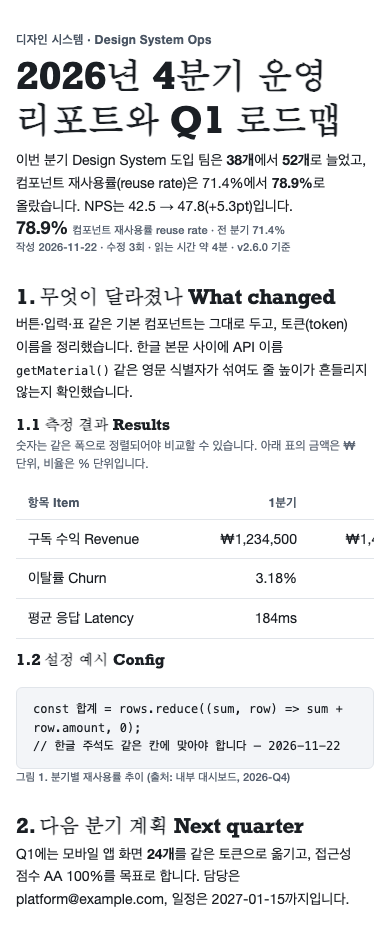 디자인 시스템 · Design System Ops
2026년 4분기 운영
리포트와 Q1 로드맵
이번 분기 Design System 도입 팀은 38개에서 52개로 늘었고,
컴포넌트 재사용률(reuse rate)은 71.4%에서 78.9%로
올랐습니다. NPS는 42.5 → 47.8(+5.3pt)입니다.
78.9% 컴포넌트 재사용률 reuse rate · 전 분기 71.4%
작성 2026-11-22 · 수정 3회 · 읽는 시간 약 4분 · v2.6.0 기준
1. 무엇이 달라졌나 What changed
버튼·입력·표 같은 기본 컴포넌트는 그대로 두고, 토큰(token)
이름을 정리했습니다. 한글 본문 사이에 API 이름
getMaterial() 같은 영문 식별자가 섞여도 줄 높이가 흔들리지
않는지 확인했습니다.
1.1 측정 결과 Results
숫자는 같은 폭으로 정렬되어야 비교할 수 있습니다. 아래 표의 금액은 ₩
단위, 비율은 % 단위입니다.
항목 Item 1분기
구독 수익 Revenue ₩1,234,500 ₩1,4
이탈률 Churn 3.18%
평균 응답 Latency 184ms
1.2 설정 예시 Config
const 합계 = rows.reduce((sum, row) => sum +
row.amount, 0);
// 한글 주석도 같은 칸에 맞아야 합니다 — 2026-11-22
그림 1. 분기별 재사용률 추이 (출처: 내부 대시보드, 2026-Q4)
2. 다음 분기 계획 Next quarter
Q1에는 모바일 앱 화면 24개를 같은 토큰으로 옮기고, 접근성
점수 AA 100%를 목표로 합니다. 담당은
platform@example.com, 일정은 2027-01-15까지입니다.